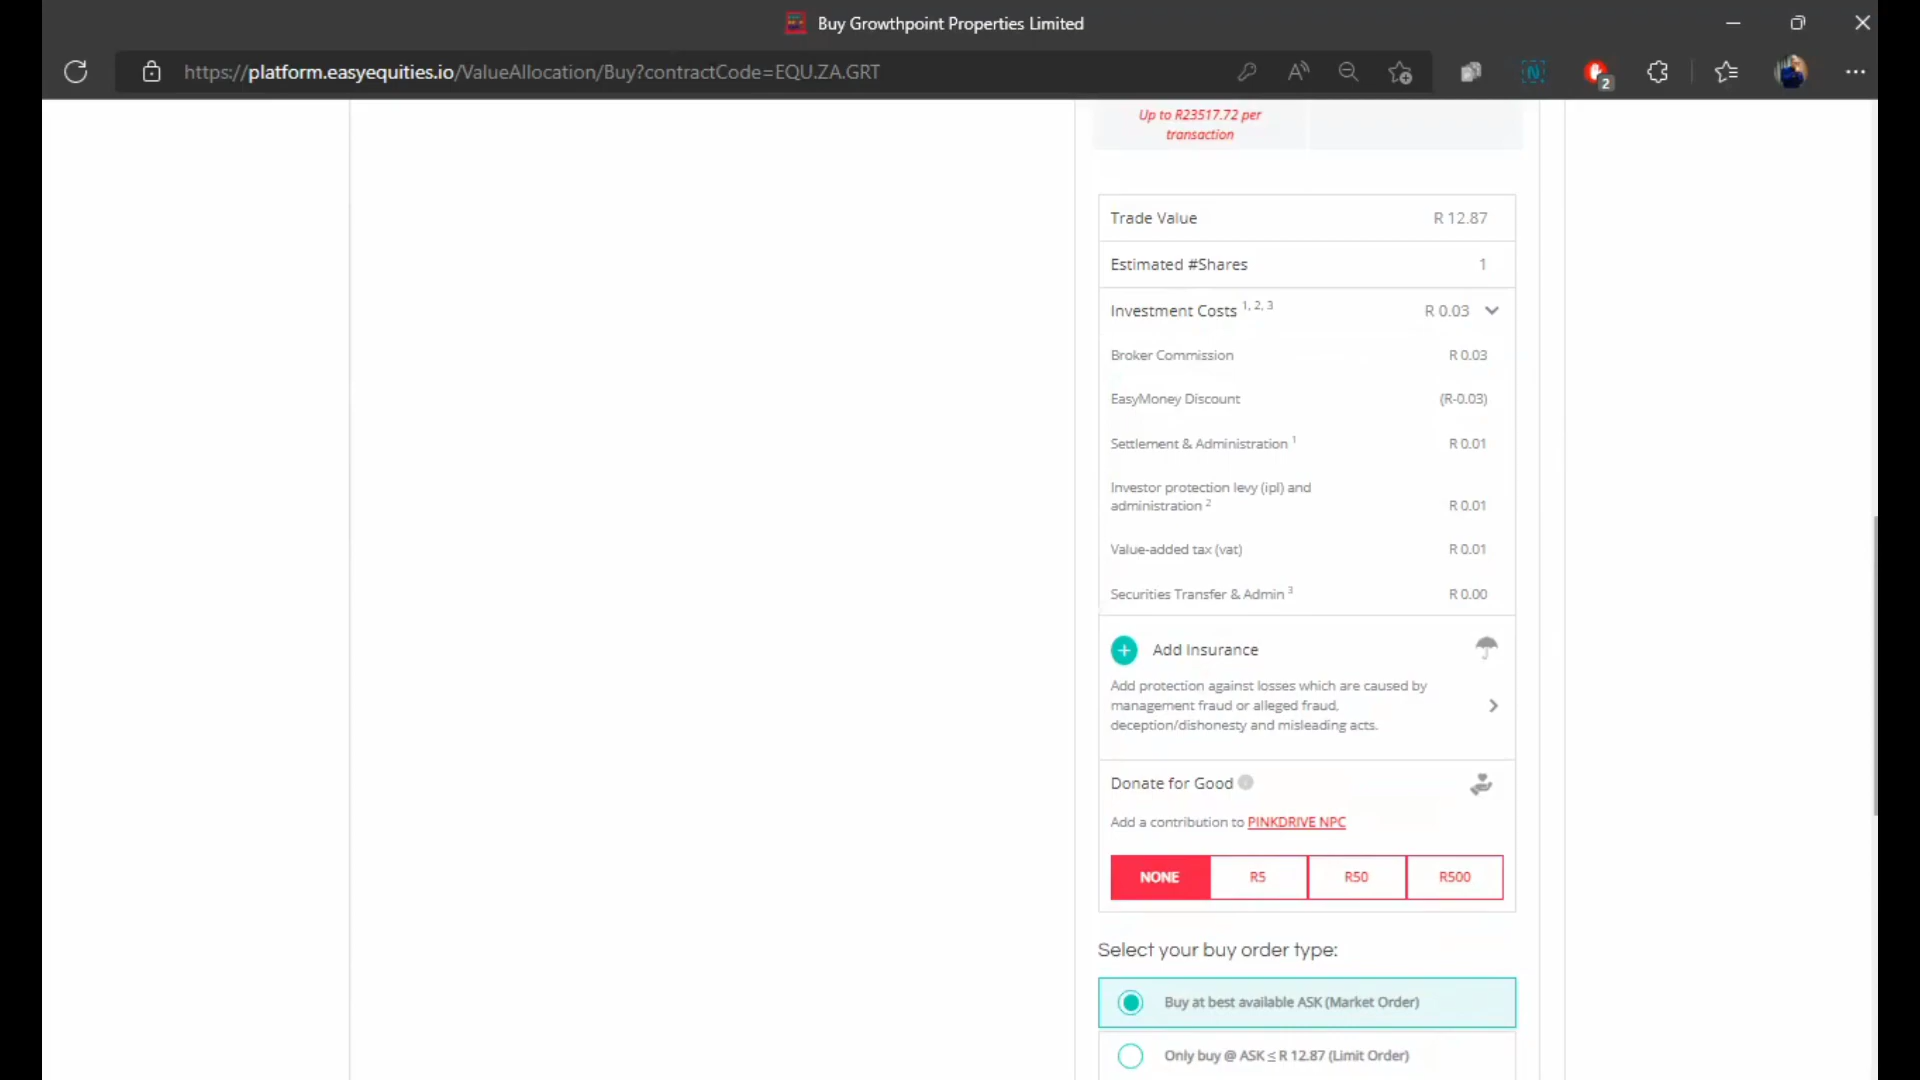 Buy Growthpoint Properties Limited
https://platform.easyequities.io/ValueAllocation/Buy?contractCode=EQU.ZA.GRT
2
Up to R23517.72 per
transaction
Trade Value R 12.87
Estimated #Shares 1
Investment Costs 1, 2, 3 R 0.03
Broker Commission R 0.03
EasyMoney Discount (R-0.03)
Settlement & Administration 1 R 0.01
Investor protection levy (ipl) and
administration 2 R 0.01
Value-added tax (vat) R 0.01
Securities Transfer & Admin 3 R 0.00
Add Insurance
Add protection against losses which are caused by
management fraud or alleged fraud,
deception/dishonesty and misleading acts.
Donate for Good
Add a contribution to PINKDRIVE NPC
NONE R5 R50 R500
Select your buy order type:
Buy at best available ASK (Market Order)
Only buy @ ASK ≤ R 12.87 (Limit Order)